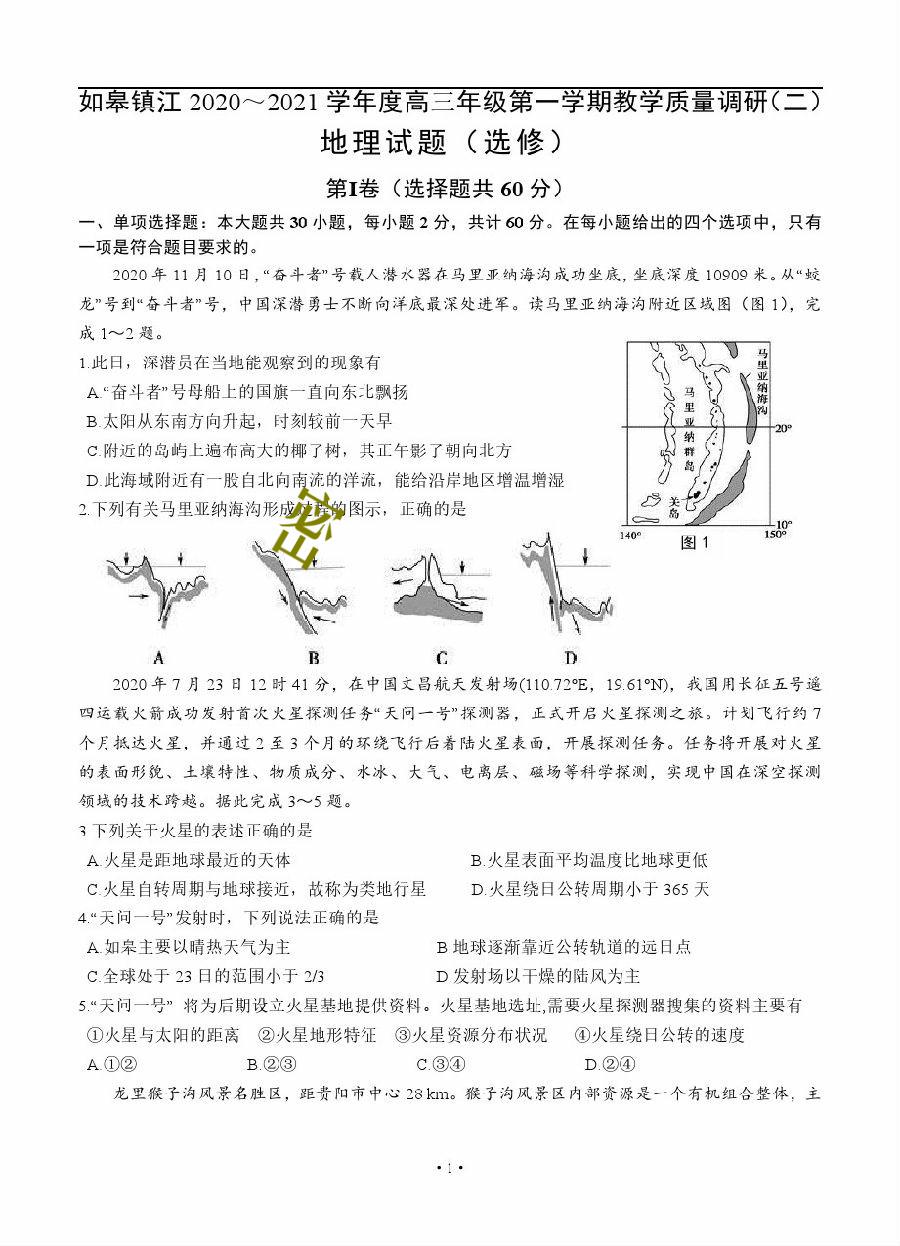 如皋镇江 2020～2021 学年度高三年级第一学期教学质量调研（二）
地理试题（选修）
第I卷（选择题共 60 分）
一、单项选择题：本大题共 30 小题，每小题 2 分，共计 60 分。在每小题给出的四个选项中，只有
一项是符合题目要求的。
2020 年 11 月 10 日，“奋斗者”号载人潜水器在马里亚纳海沟成功坐底，坐底深度 10909 米。从“蛟
龙”号到“奋斗者”号，中国深潜勇士不断向洋底最深处进军。读马里亚纳海沟附近区域图（图 1），完
成 1～2 题。
1.此日，深潜员在当地能观察到的现象有
A.“奋斗者”号母船上的国旗一直向东北飘扬
B.太阳从东南方向升起，时刻较前一天早
C.附近的岛屿上遍布高大的椰了树，其正午影了朝向北方
D.此海域附近有一股自北向南流的洋流，能给沿岸地区增温增湿
2.下列有关马里亚纳海沟形成过程的图示，正确的是
密
马里亚纳海沟
马里亚纳群岛
关岛
20°
10°
140°
150°
图 1
A B C D
2020 年 7 月 23 日 12 时 41 分，在中国文昌航天发射场(110.72°E，19.61°N)，我国用长征五号遥
四运载火箭成功发射首次火星探测任务“天问一号”探测器，正式开启火星探测之旅。计划飞行约 7
个月抵达火星，并通过 2 至 3 个月的环绕飞行后着陆火星表面，开展探测任务。任务将开展对火星
的表面形貌、土壤特性、物质成分、水冰、大气、电离层、磁场等科学探测，实现中国在深空探测
领域的技术跨越。据此完成 3～5 题。
3 下列关于火星的表述正确的是
A.火星是距地球最近的天体 B.火星表面平均温度比地球更低
C.火星自转周期与地球接近，故称为类地行星 D.火星绕日公转周期小于 365 天
4.“天问一号”发射时，下列说法正确的是
A.如皋主要以晴热天气为主 B 地球逐渐靠近公转轨道的远日点
C.全球处于 23 日的范围小于 2/3 D 发射场以干燥的陆风为主
5.“天问一号” 将为后期设立火星基地提供资料。火星基地选址,需要火星探测器搜集的资料主要有
①火星与太阳的距离 ②火星地形特征 ③火星资源分布状况 ④火星绕日公转的速度
A.①② B.②③ C.③④ D.②④
龙里猴子沟风景名胜区，距贵阳市中心 28 km。猴子沟风景区内部资源是一个有机组合整体，主
· 1 ·